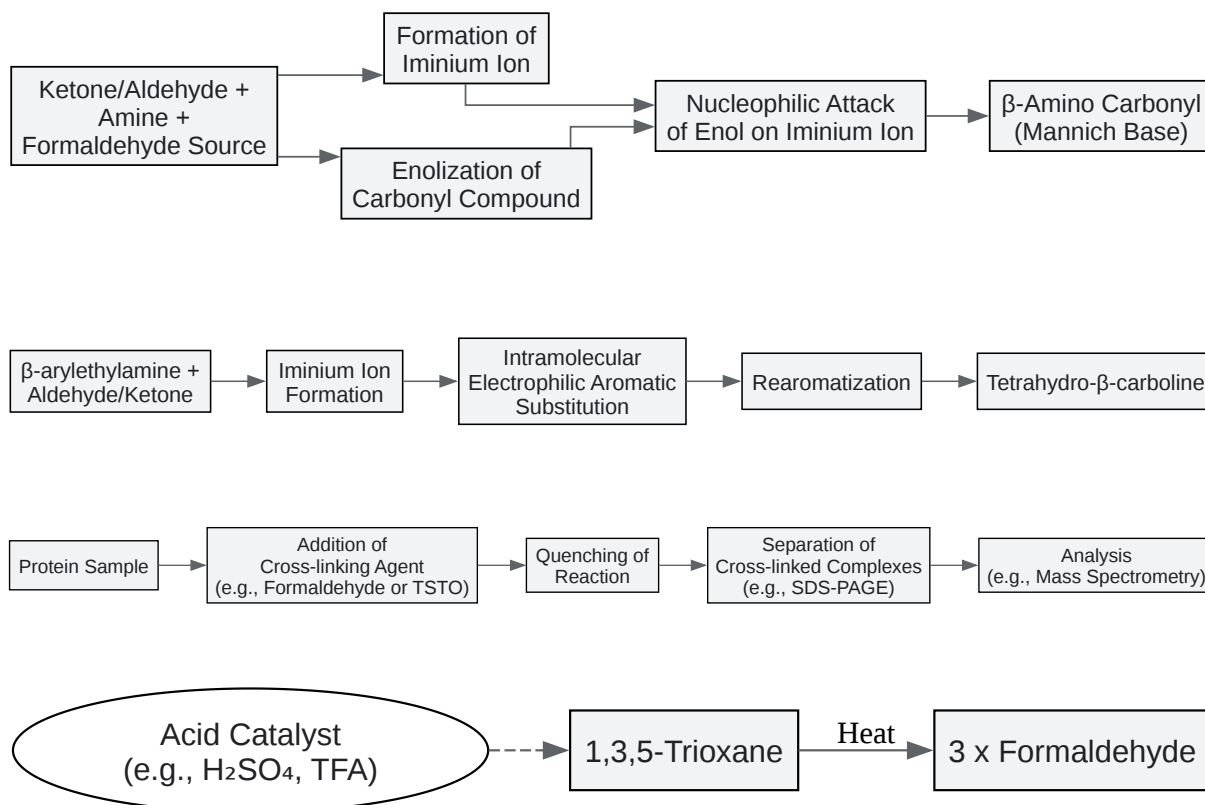 Formation of
Iminium Ion
Ketone/Aldehyde +
Amine +
Formaldehyde Source
Nucleophilic Attack
of Enol on Iminium Ion
β-Amino Carbonyl
(Mannich Base)
Enolization of
Carbonyl Compound
β-arylethylamine +
Aldehyde/Ketone
Iminium Ion
Formation
Intramolecular
Electrophilic Aromatic
Substitution
Rearomatization
Tetrahydro-β-carboline
Protein Sample
Addition of
Cross-linking Agent
(e.g., Formaldehyde or TSTO)
Quenching of
Reaction
Separation of
Cross-linked Complexes
(e.g., SDS-PAGE)
Analysis
(e.g., Mass Spectrometry)
Acid Catalyst
(e.g., H₂SO₄, TFA)
1,3,5-Trioxane
Heat
3 x Formaldehyde